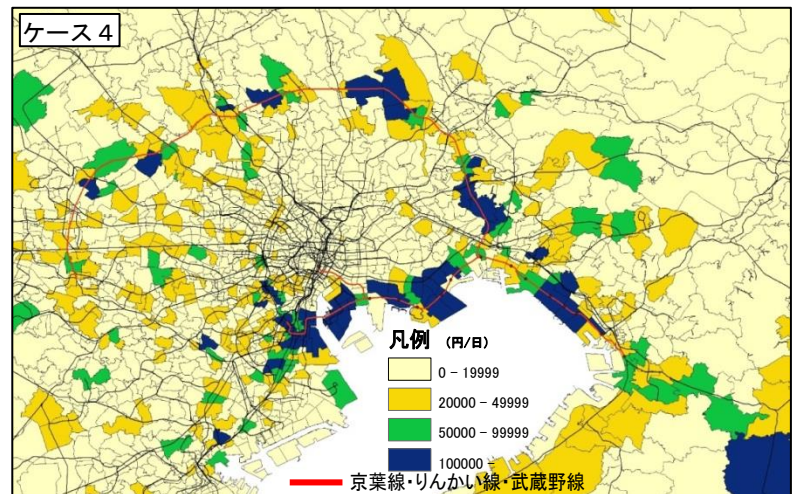 ケース４
凡例 (円/日)
0 - 19999
20000 - 49999
50000 - 99999
100000 -
京葉線・りんかい線・武蔵野線